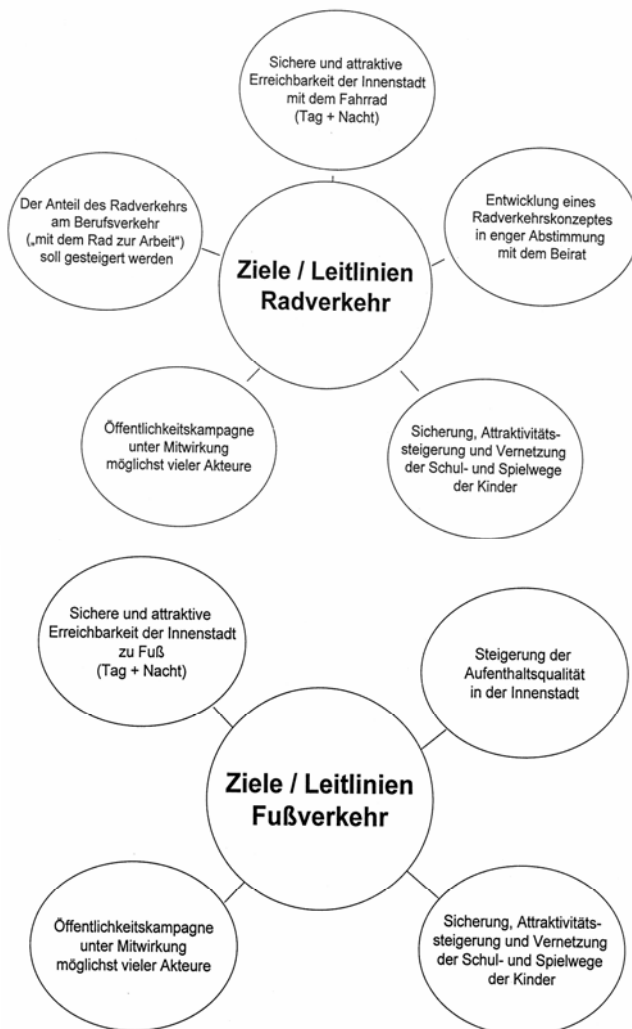 Sichere und attraktive
Erreichbarkeit der Innenstadt
mit dem Fahrrad
(Tag + Nacht)
Der Anteil des Radverkehrs
am Berufsverkehr
(„mit dem Rad zur Arbeit“)
soll gesteigert werden
Entwicklung eines
Radverkehrskonzeptes
in enger Abstimmung
mit dem Beirat
Ziele / Leitlinien
Radverkehr
Öffentlichkeitskampagne
unter Mitwirkung
möglichst vieler Akteure
Sicherung, Attraktivitäts-
steigerung und Vernetzung
der Schul- und Spielwege
der Kinder
Sichere und attraktive
Erreichbarkeit der Innenstadt
zu Fuß
(Tag + Nacht)
Steigerung der
Aufenthaltsqualität
in der Innenstadt
Ziele / Leitlinien
Fußverkehr
Öffentlichkeitskampagne
unter Mitwirkung
möglichst vieler Akteure
Sicherung, Attraktivitäts-
steigerung und Vernetzung
der Schul- und Spielwege
der Kinder